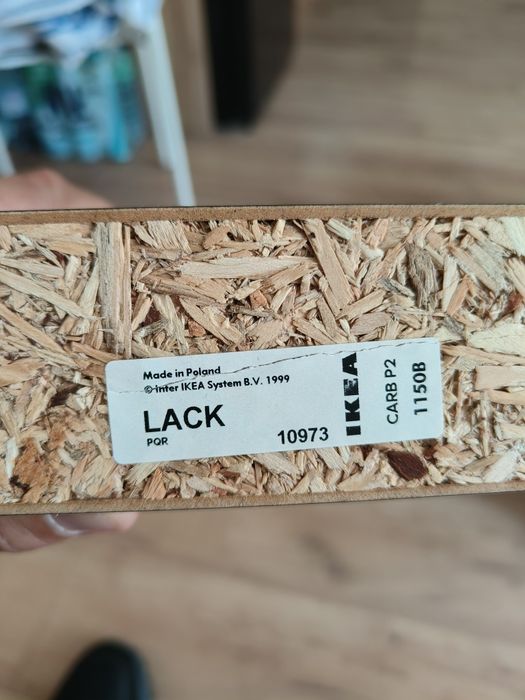 Made in Poland
© Inter IKEA System B.V. 1999
LACK
PQR
10973
IKEA
CARB P2
1150B